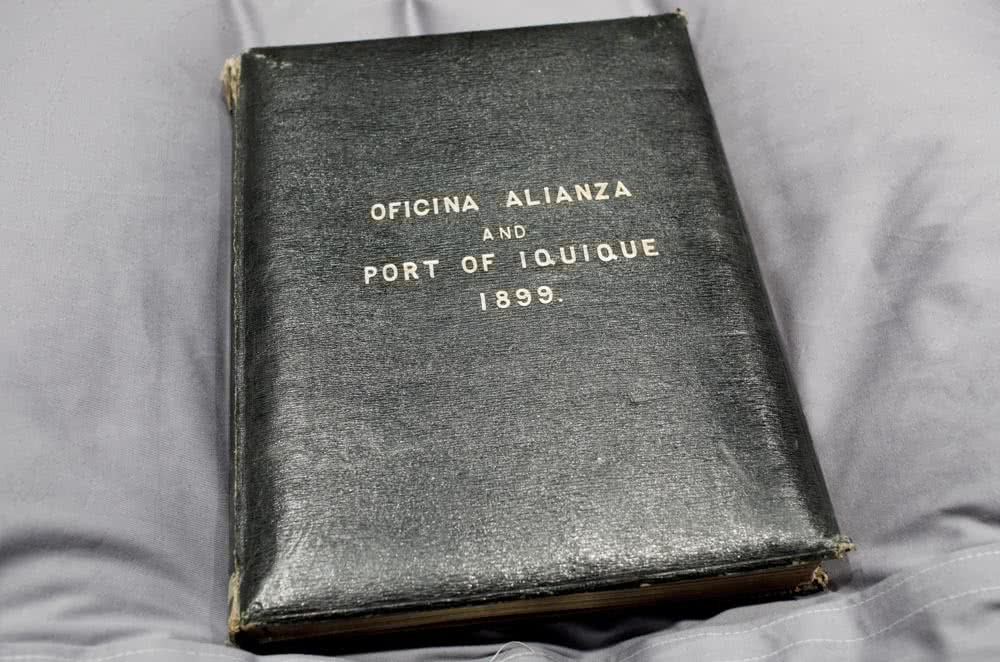 OFICINA ALIANZA
AND
PORT OF IQUIQUE
1899.